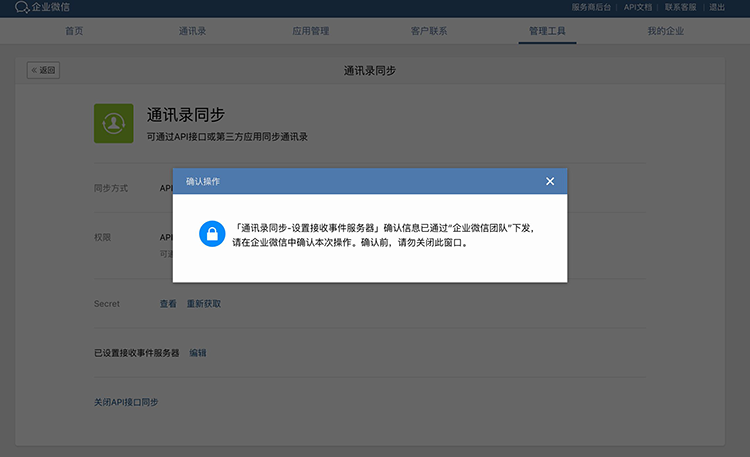 企业微信
服务商后台 | API文档 | 联系客服 | 退出
首页 通讯录 应用管理 客户联系 管理工具 我的企业
« 返回 通讯录同步
通讯录同步
可通过API接口或第三方应用同步通讯录
确认操作
同步方式 API
「通讯录同步-设置接收事件服务器」确认信息已通过“企业微信团队”下发，
请在企业微信中确认本次操作。确认前，请勿关闭此窗口。
权限 API
可通
Secret 查看 重新获取
已设置接收事件服务器 编辑
关闭API接口同步